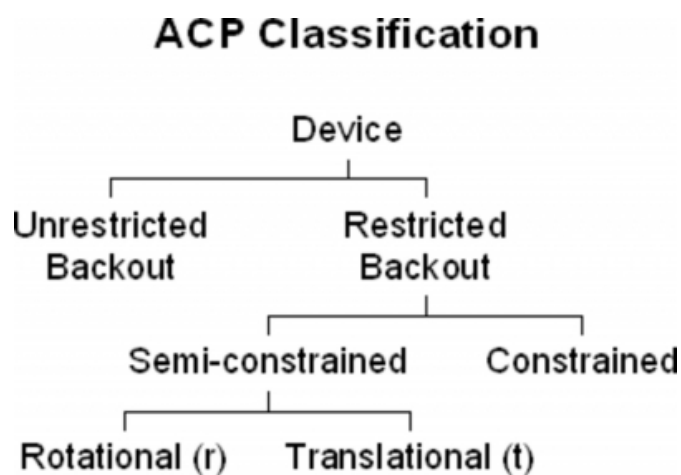 ACP Classification
Device
Unrestricted Backout
Restricted Backout
Semi-constrained
Constrained
Rotational (r)
Translational (t)